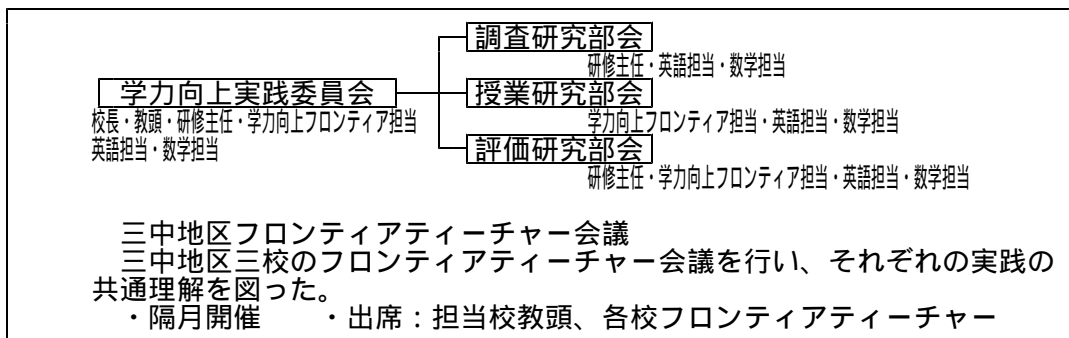 調査研究部会
研修主任・英語担当・数学担当
学力向上実践委員会
授業研究部会
校長・教頭・研修主任・学力向上フロンティア担当
英語担当・数学担当
学力向上フロンティア担当・英語担当・数学担当
評価研究部会
研修主任・学力向上フロンティア担当・英語担当・数学担当
三中地区フロンティアティーチャー会議
三中地区三校のフロンティアティーチャー会議を行い、それぞれの実践の
共通理解を図った。
・隔月開催　　・出席：担当校教頭、各校フロンティアティーチャー